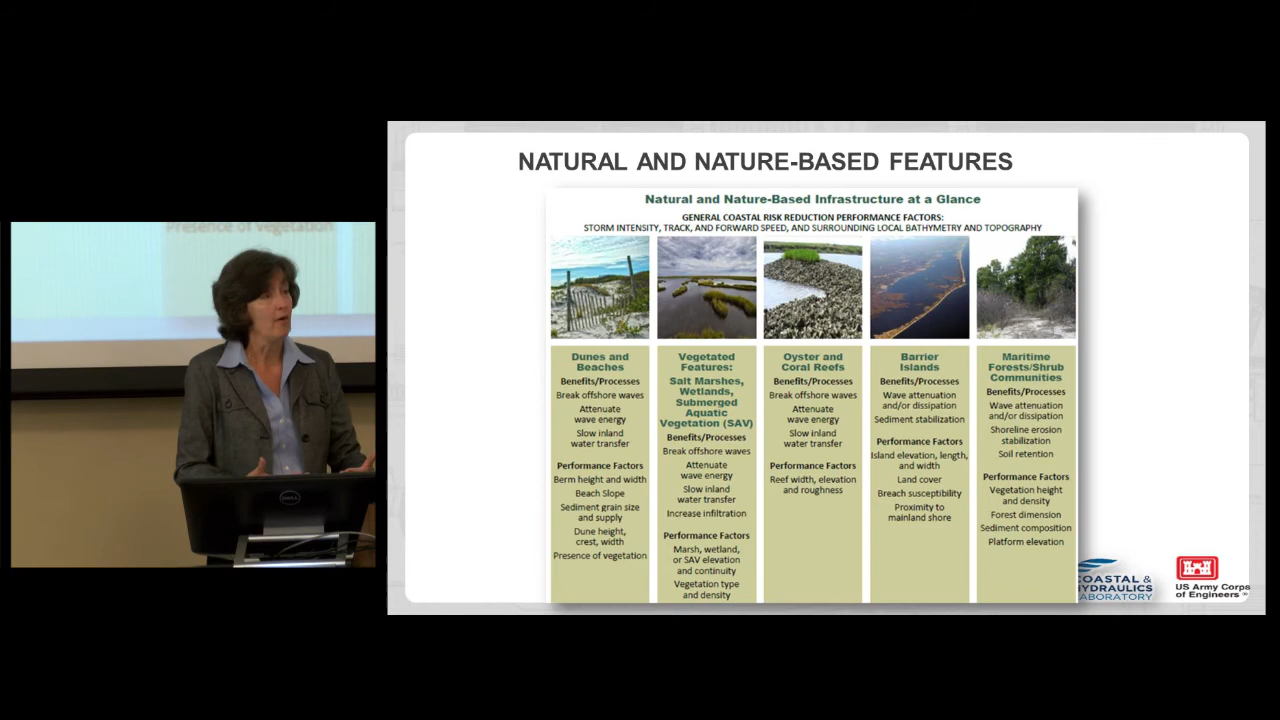 Presence of vegetation
DELL
NATURAL AND NATURE-BASED FEATURES
Natural and Nature-Based Infrastructure at a Glance
GENERAL COASTAL RISK REDUCTION PERFORMANCE FACTORS:
STORM INTENSITY, TRACK, AND FORWARD SPEED, AND SURROUNDING LOCAL BATHYMETRY AND TOPOGRAPHY
Dunes and
Beaches
Benefits/Processes
Break offshore waves
Attenuate
wave energy
Slow inland
water transfer
Performance Factors
Berm height and width
Beach Slope
Sediment grain size
and supply
Dune height,
crest, width
Presence of vegetation
Vegetated
Features:
Salt Marshes,
Wetlands,
Submerged
Aquatic
Vegetation (SAV)
Benefits/Processes
Break offshore waves
Attenuate
wave energy
Slow inland
water transfer
Increase infiltration
Performance Factors
Marsh, wetland,
or SAV elevation
and continuity
Vegetation type
and density
Oyster and
Coral Reefs
Benefits/Processes
Break offshore waves
Attenuate
wave energy
Slow inland
water transfer
Performance Factors
Reef width, elevation
and roughness
Barrier
Islands
Benefits/Processes
Wave attenuation
and/or dissipation
Sediment stabilization
Performance Factors
Island elevation, length,
and width
Land cover
Breach susceptibility
Proximity to
mainland shore
Maritime
Forests/Shrub
Communities
Benefits/Processes
Wave attenuation
and/or dissipation
Shoreline erosion
stabilization
Soil retention
Performance Factors
Vegetation height
and density
Forest dimension
Sediment composition
Platform elevation
COASTAL &
HYDRAULICS
LABORATORY
US Army Corps
of Engineers ®